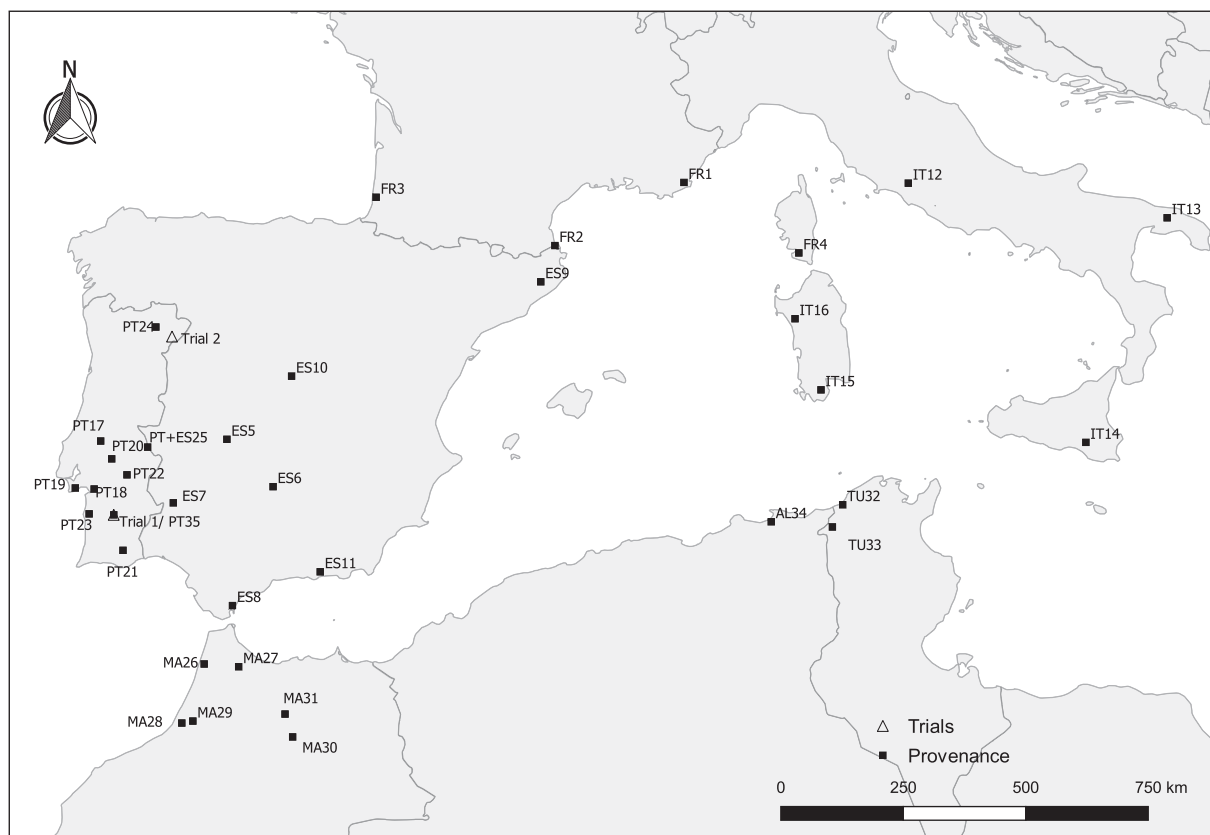 N
FR1
IT12
FR3
IT13
FR2
FR4
ES9
IT16
PT24
Trial 2
ES10
IT15
PT17
PT20
PT+ES25
ES5
IT14
PT22
PT19
PT18
ES7
ES6
TU32
PT23
Trial 1/ PT35
AL34
TU33
PT21
ES11
ES8
MA26
MA27
MA31
MA28
MA29
MA30
Trials
Provenance
0 250 500 750 km